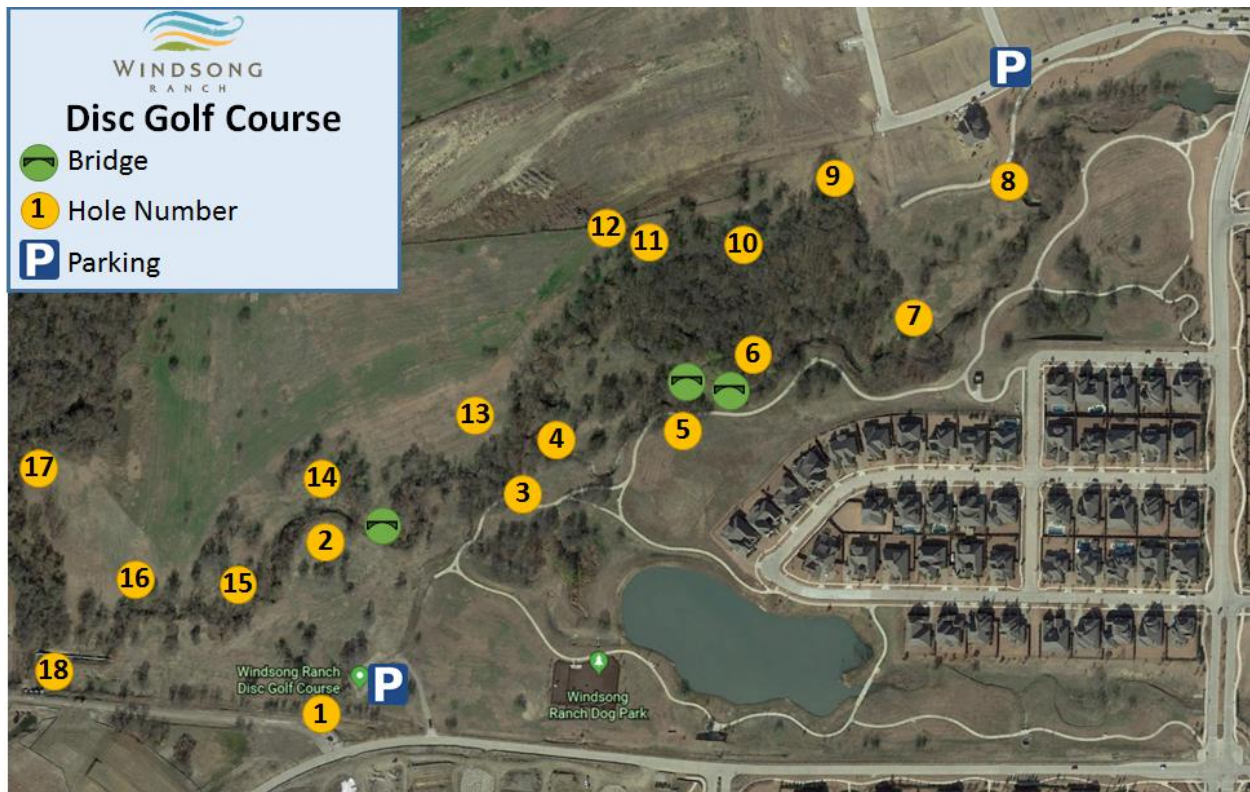 WINDSONG
RANCH
Disc Golf Course
Bridge
1 Hole Number
P Parking
P
9
8
12
11
10
7
6
13
4
5
17
14
3
2
16
15
18
Windsong Ranch
Disc Golf Course
P
1
Windsong
Ranch Dog Park